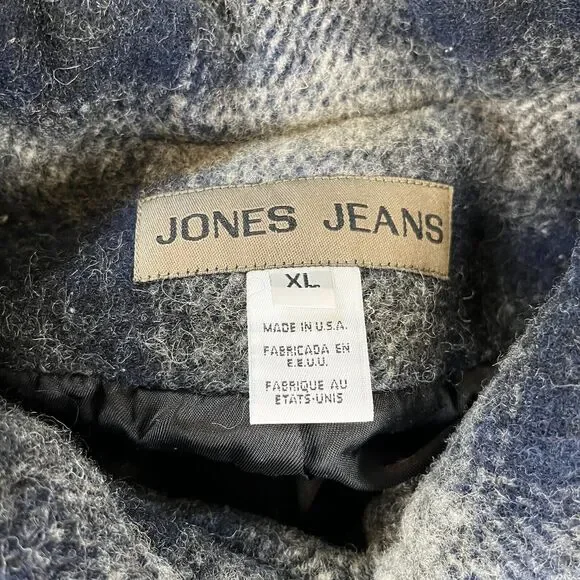 JONES JEANS
XL
MADE IN U.S.A.
FABRICADA EN
E.E.U.U.
FABRIQUE AU
ETATS-UNIS